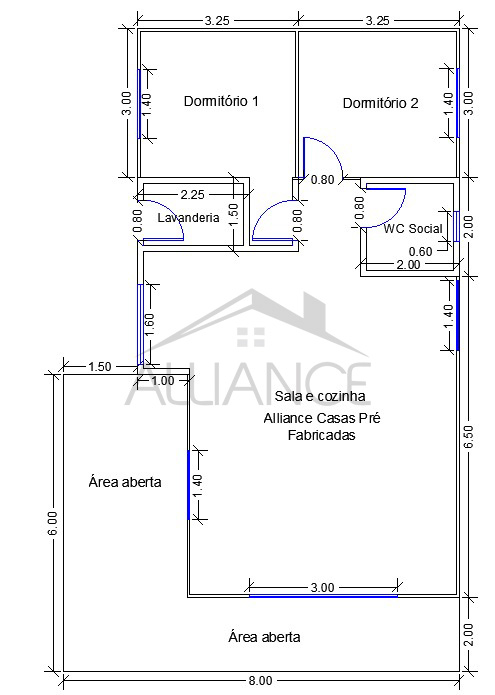 3.25 3.25
3.00 1.40 Dormitório 1 Dormitório 2 1.40 3.00
0.80
2.25
0.80 Lavanderia 1.50 0.80 0.80 WC Social 2.00
0.60
2.00
1.60 1.40
1.50 1.00
ALLIANCE
Sala e cozinha
Alliance Casas Pré
Fabricadas
6.50
Área aberta 1.40
6.00
3.00
Área aberta 2.00
8.00